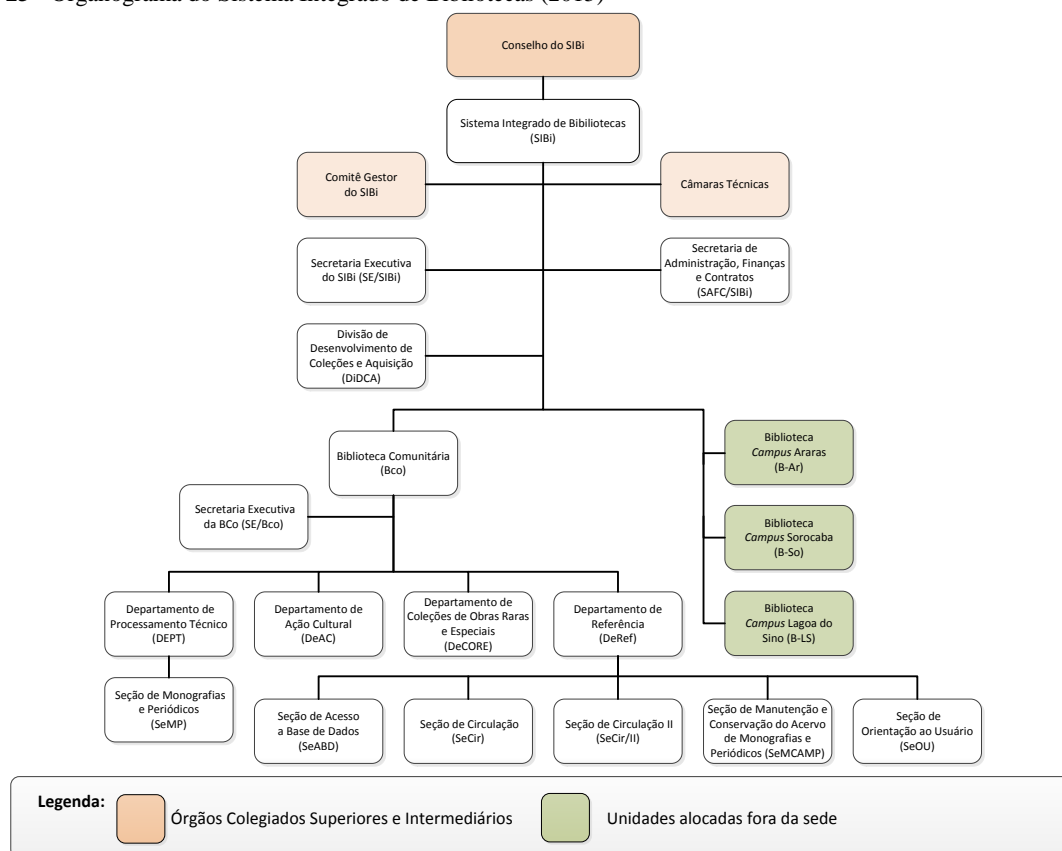 23 - Organograma do Sistema Integrado de Bibliotecas (2015)
Conselho do SIBi
Sistema Integrado de Bibiliotecas
(SIBi)
Comitê Gestor
do SIBi
Câmaras Técnicas
Secretaria Executiva
do SIBi (SE/SIBi)
Secretaria de
Administração, Finanças
e Contratos
(SAFC/SIBi)
Divisão de
Desenvolvimento de
Coleções e Aquisição
(DiDCA)
Biblioteca Comunitária
(Bco)
Biblioteca
Campus Araras
(B-Ar)
Secretaria Executiva
da BCo (SE/Bco)
Biblioteca
Campus Sorocaba
(B-So)
Departamento de
Processamento Técnico
(DEPT)
Departamento de
Ação Cultural
(DeAC)
Departamento de
Coleções de Obras Raras
e Especiais
(DeCORE)
Departamento de
Referência
(DeRef)
Biblioteca
Campus Lagoa do
Sino (B-LS)
Seção de Monografias
e Periódicos
(SeMP)
Seção de Acesso
a Base de Dados
(SeABD)
Seção de Circulação
(SeCir)
Seção de Circulação II
(SeCir/II)
Seção de Manutenção e
Conservação do Acervo
de Monografias e
Periódicos (SeMCAMP)
Seção de
Orientação ao Usuário
(SeOU)
Legenda:
Órgãos Colegiados Superiores e Intermediários
Unidades alocadas fora da sede